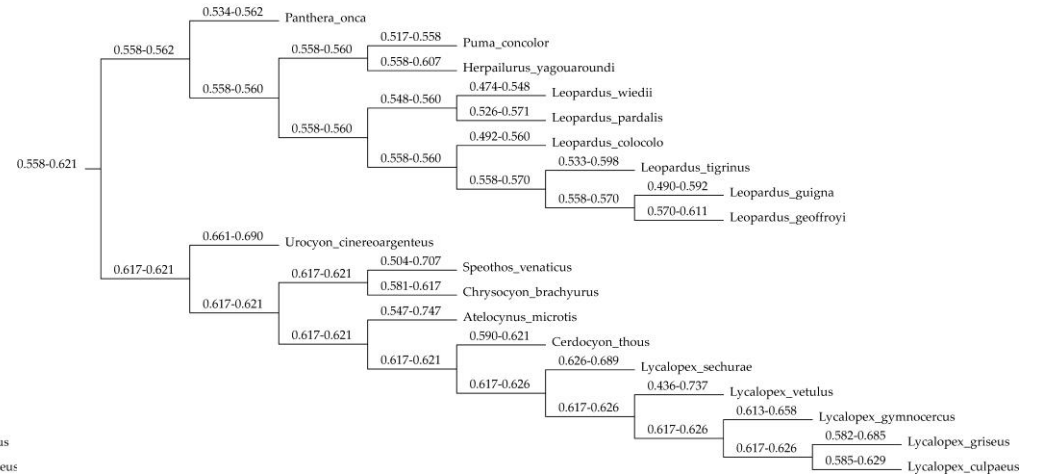 0.534-0.562
Panthera_onca
0.558-0.562
0.517-0.558
Puma_concolor
0.558-0.560
0.558-0.607
Herpailurus_yagouaroundi
0.558-0.560
0.474-0.548
Leopardus_wiedii
0.548-0.560
0.526-0.571
Leopardus_pardalis
0.558-0.560
0.492-0.560
Leopardus_colocolo
0.558-0.560
0.533-0.598
Leopardus_tigrinus
0.558-0.570
0.490-0.592
Leopardus_guigna
0.558-0.570
0.570-0.611
Leopardus_geoffroyi
0.558-0.621
0.661-0.690
Urocyon_cinereoargenteus
0.617-0.621
0.504-0.707
Speothos_venaticus
0.617-0.621
0.581-0.617
Chrysocyon_brachyurus
0.617-0.621
0.547-0.747
Atelocynus_microtis
0.617-0.621
0.590-0.621
Cerdocyon_thous
0.617-0.621
0.626-0.689
Lycalopex_sechurae
0.617-0.626
0.436-0.737
Lycalopex_vetulus
0.617-0.626
0.613-0.658
Lycalopex_gymnocercus
0.617-0.626
0.582-0.685
Lycalopex_griseus
0.617-0.626
0.585-0.629
Lycalopex_culpaeus
us
eus